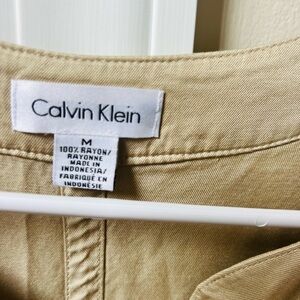 Calvin Klein
M
100% RAYON/
RAYONNE
MADE IN
INDONESIA/
FABRIQUÉ EN
INDONÉSIE